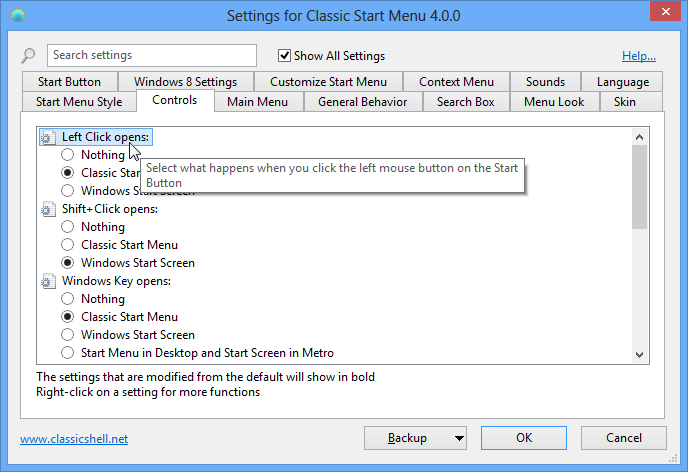 Settings for Classic Start Menu 4.0.0
Search settings
Show All Settings
Help...
Start Button
Windows 8 Settings
Customize Start Menu
Context Menu
Sounds
Language
Start Menu Style
Controls
Main Menu
General Behavior
Search Box
Menu Look
Skin
Left Click opens:
Nothing
Select what happens when you click the left mouse button on the Start
Button
Classic Star
Windows Start Screen
Shift+Click opens:
Nothing
Classic Start Menu
Windows Start Screen
Windows Key opens:
Nothing
Classic Start Menu
Windows Start Screen
Start Menu in Desktop and Start Screen in Metro
The settings that are modified from the default will show in bold
Right-click on a setting for more functions
www.classicshell.net
Backup
OK
Cancel